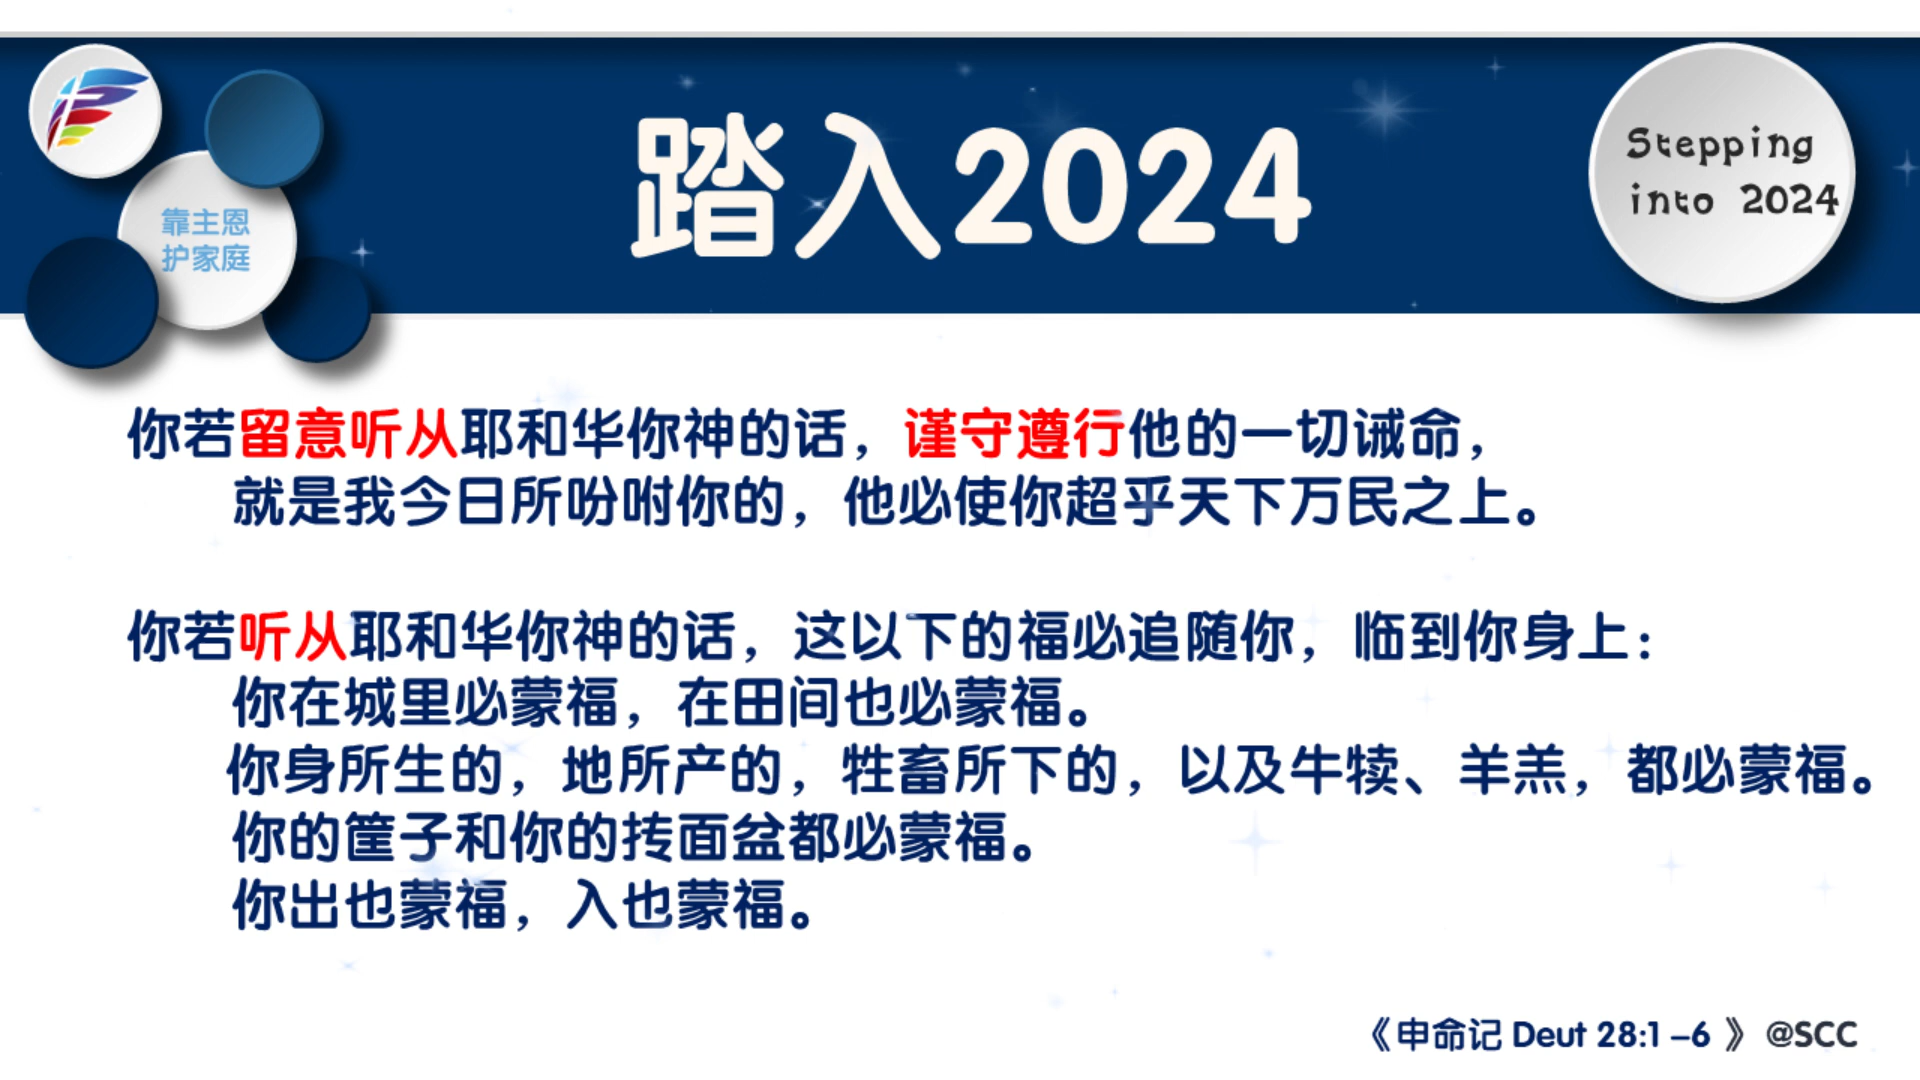 踏入2024
Stepping
into 2024
靠主恩
护家庭
你若留意听从耶和华你神的话，谨守遵行他的一切诫命，
就是我今日所吩咐你的，他必使你超乎天下万民之上。
你若听从耶和华你神的话，这以下的福必追随你，临到你身上：
你在城里必蒙福，在田间也必蒙福。
你身所生的，地所产的，牲畜所下的，以及牛犊、羊羔，都必蒙福。
你的筐子和你的抟面盆都必蒙福。
你出也蒙福，入也蒙福。
《申命记 Deut 28:1 –6 》 @SCC